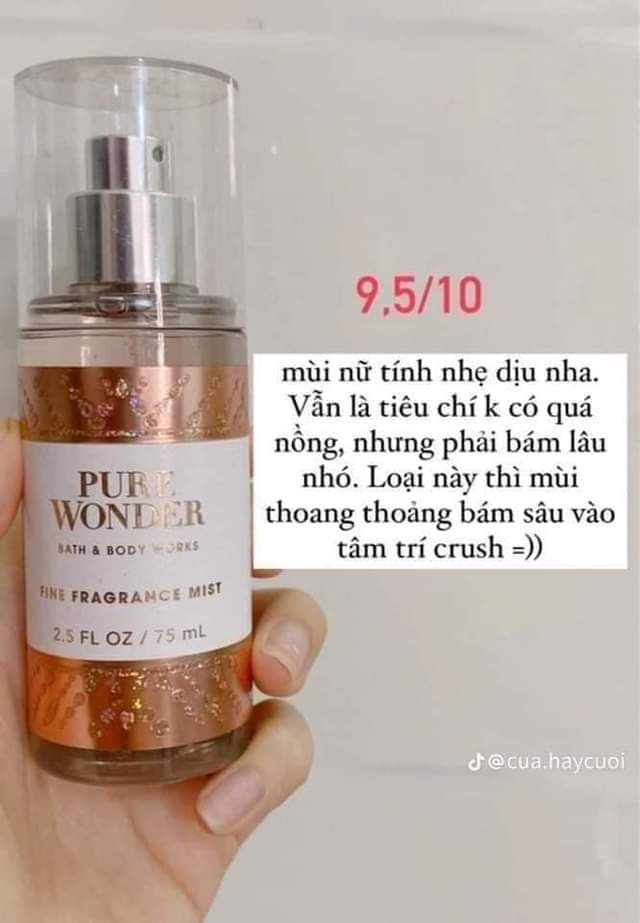 9,5/10
mùi nữ tính nhẹ dịu nha.
Vẫn là tiêu chí k có quá
nồng, nhưng phải bám lâu
nhó. Loại này thì mùi
thoang thoảng bám sâu vào
tâm trí crush =))
PURE
WONDER
BATH & BODY WORKS
FINE FRAGRANCE MIST
2.5 FL OZ / 75 mL
@cua.haycuoi